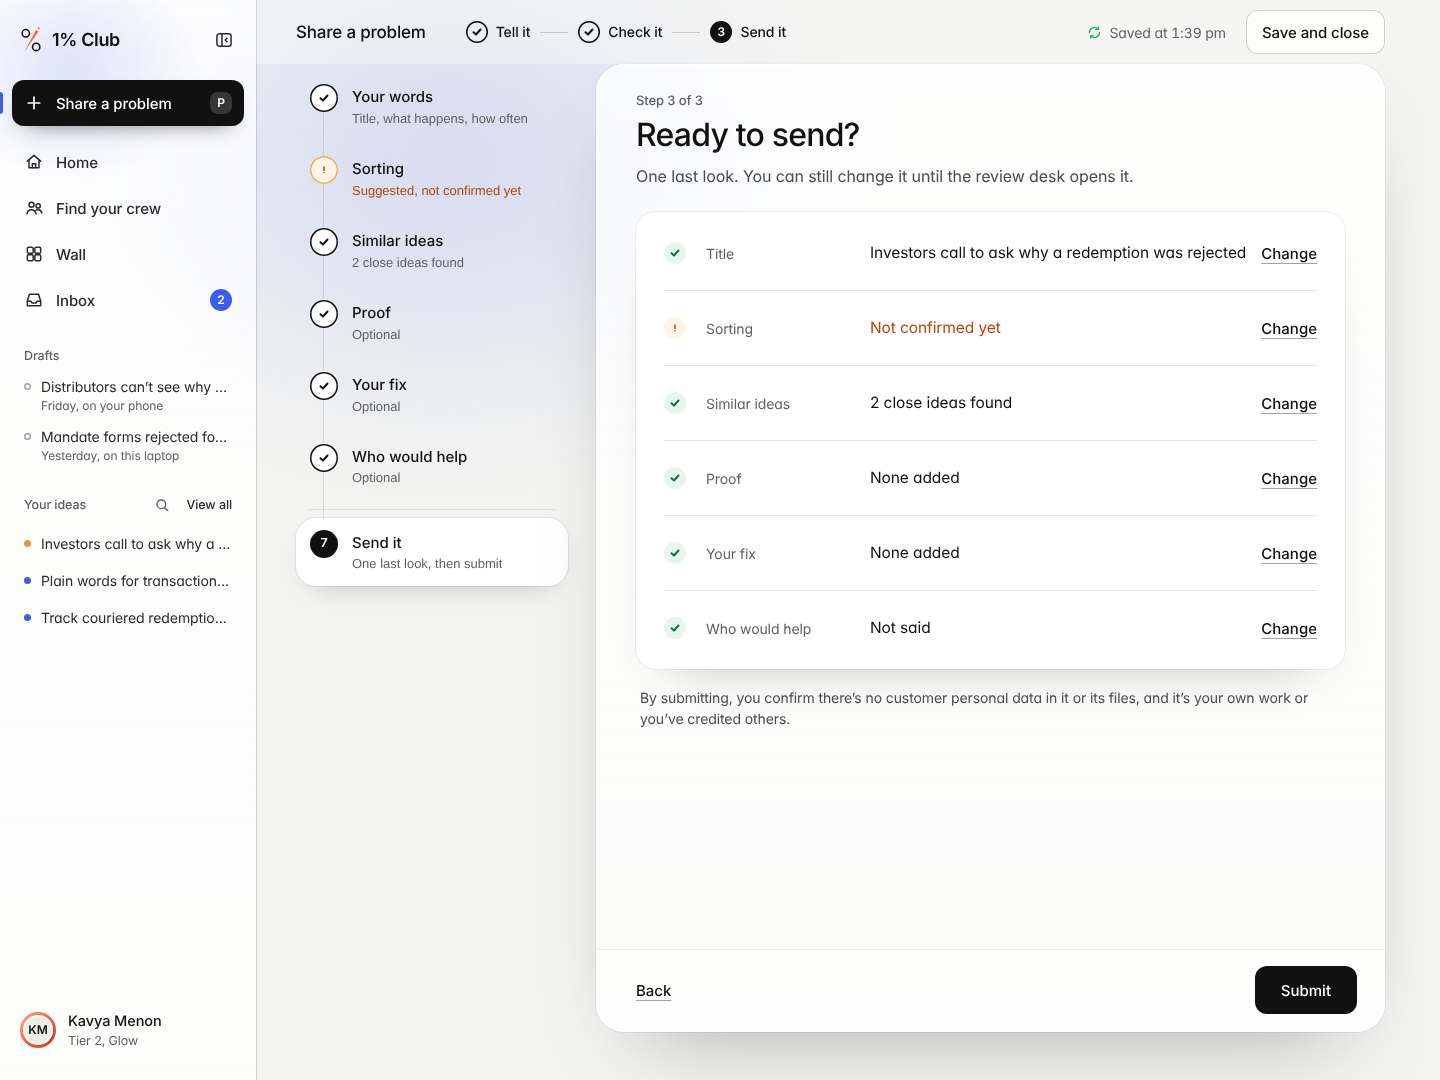 1% Club
Share a problem P
Home
Find your crew
Wall
Inbox 2
Drafts
Distributors can’t see why ...
Friday, on your phone
Mandate forms rejected fo...
Yesterday, on this laptop
Your ideas View all
Investors call to ask why a ...
Plain words for transaction...
Track couriered redemptio...
KM Kavya Menon
Tier 2, Glow
Share a problem Tell it Check it 3 Send it
Saved at 1:39 pm Save and close
Your words
Title, what happens, how often
! Sorting
Suggested, not confirmed yet
Similar ideas
2 close ideas found
Proof
Optional
Your fix
Optional
Who would help
Optional
7 Send it
One last look, then submit
Step 3 of 3
Ready to send?
One last look. You can still change it until the review desk opens it.
Title Investors call to ask why a redemption was rejected Change
! Sorting Not confirmed yet Change
Similar ideas 2 close ideas found Change
Proof None added Change
Your fix None added Change
Who would help Not said Change
By submitting, you confirm there’s no customer personal data in it or its files, and it’s your own work or
you’ve credited others.
Back Submit